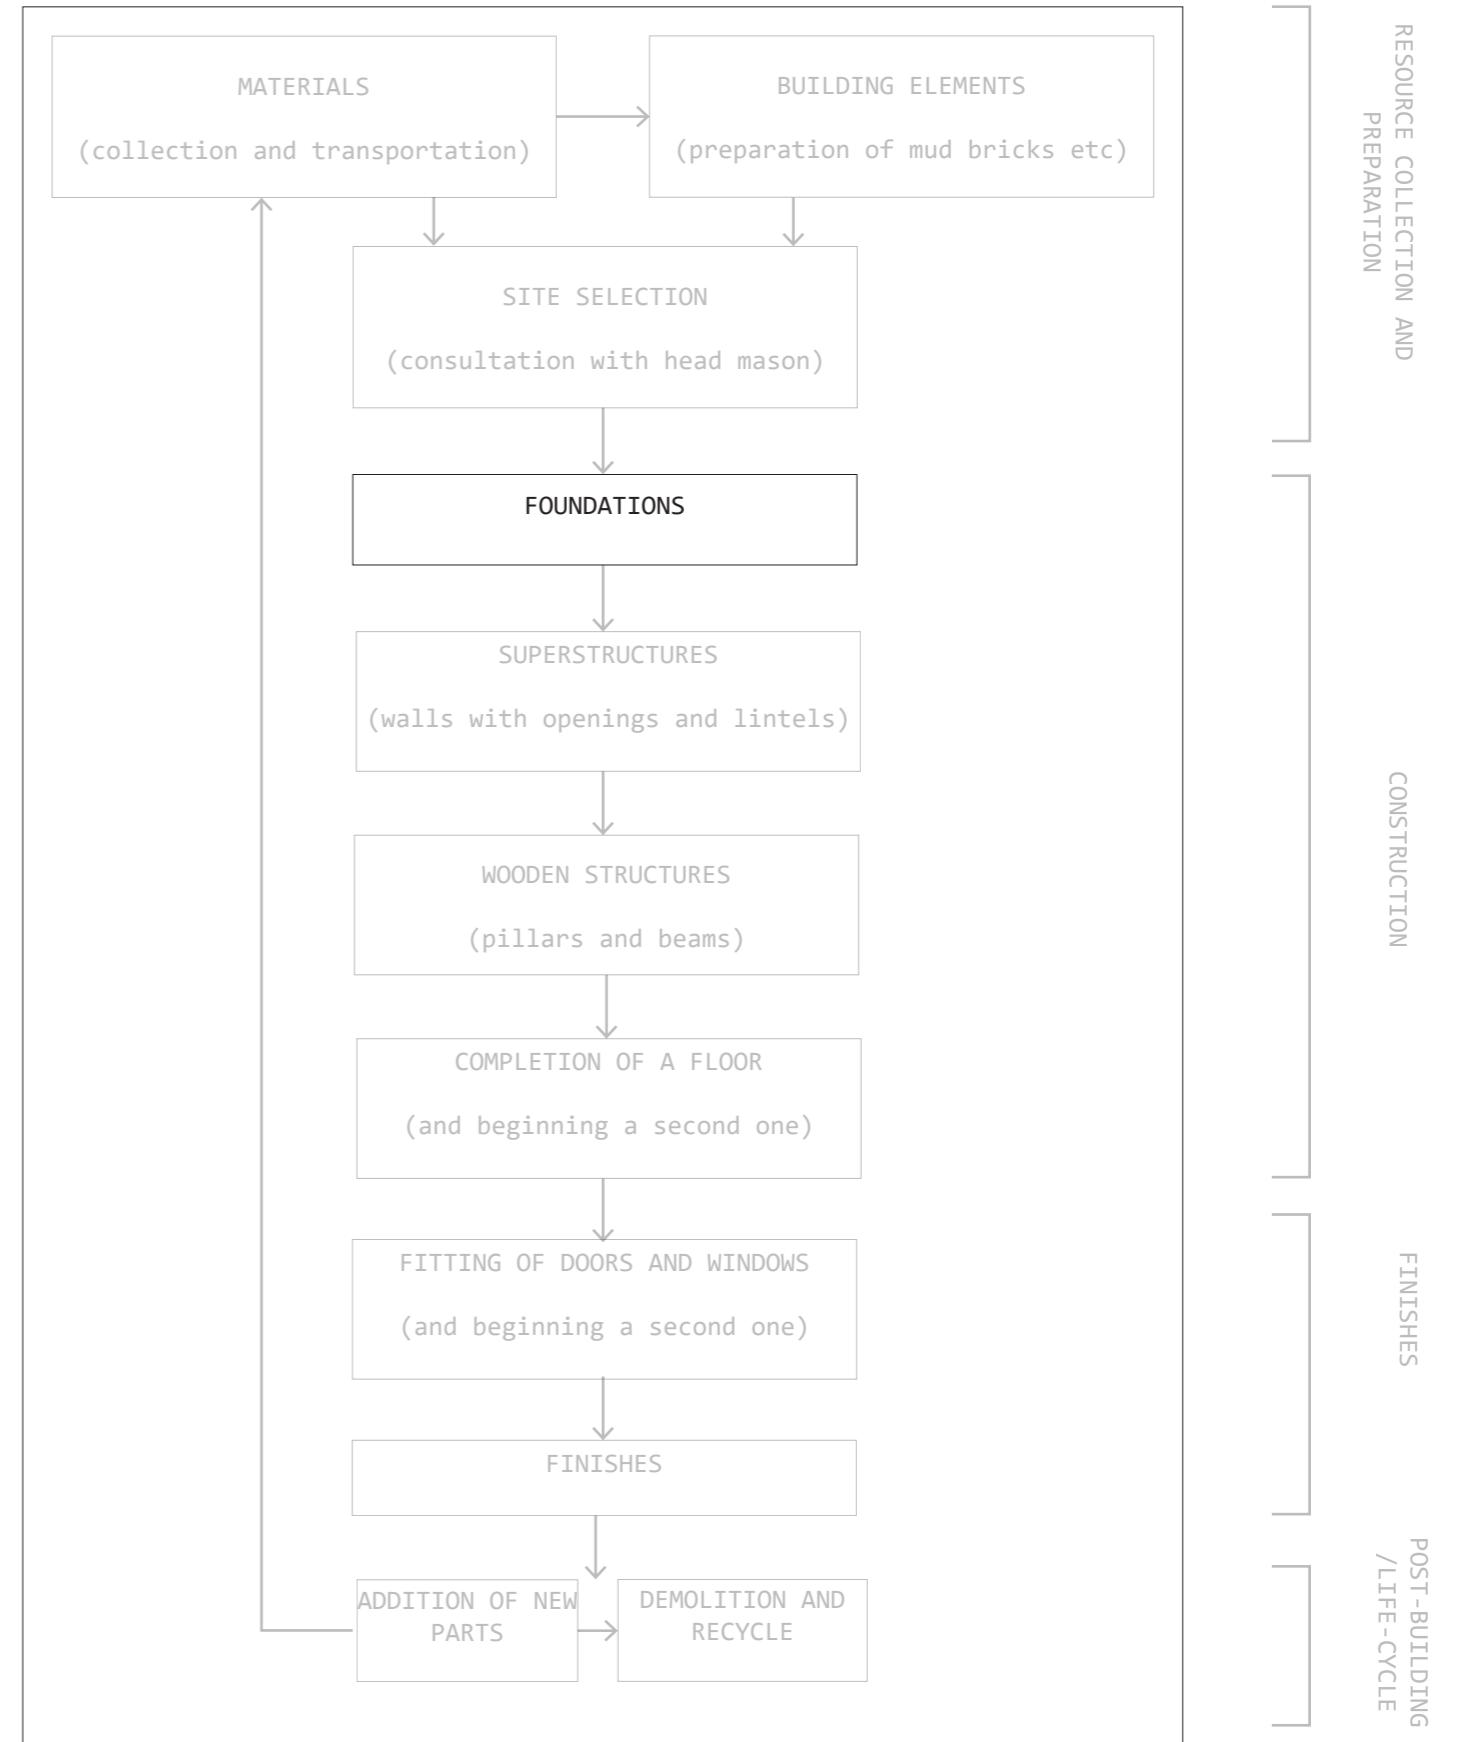 MATERIALS
(collection and transportation)
BUILDING ELEMENTS
(preparation of mud bricks etc)
SITE SELECTION
(consultation with head mason)
FOUNDATIONS
SUPERSTRUCTURES
(walls with openings and lintels)
WOODEN STRUCTURES
(pillars and beams)
COMPLETION OF A FLOOR
(and beginning a second one)
FITTING OF DOORS AND WINDOWS
(and beginning a second one)
FINISHES
ADDITION OF NEW
PARTS
DEMOLITION AND
RECYCLE
RESOURCE COLLECTION AND
PREPARATION
CONSTRUCTION
FINISHES
POST-BUILDING
/LIFE-CYCLE